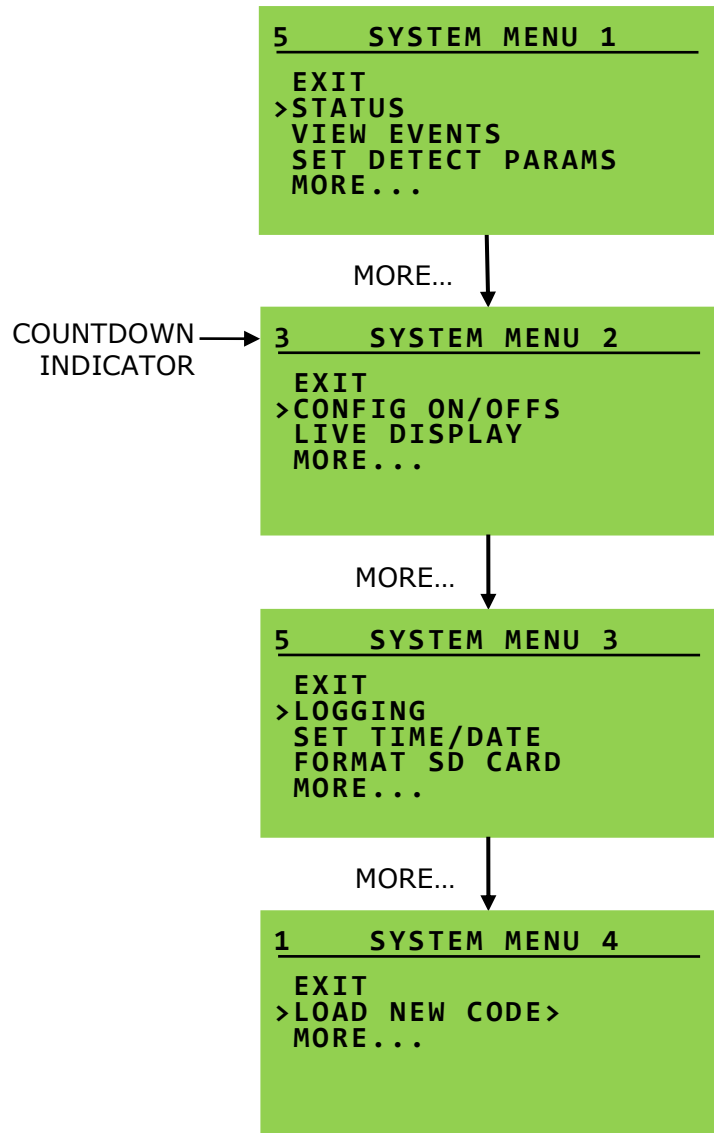 5 SYSTEM MENU 1
EXIT
>STATUS
VIEW EVENTS
SET DETECT PARAMS
MORE...
MORE…
COUNTDOWN
INDICATOR
3 SYSTEM MENU 2
EXIT
>CONFIG ON/OFFS
LIVE DISPLAY
MORE...
MORE…
5 SYSTEM MENU 3
EXIT
>LOGGING
SET TIME/DATE
FORMAT SD CARD
MORE...
MORE…
1 SYSTEM MENU 4
EXIT
>LOAD NEW CODE>
MORE...